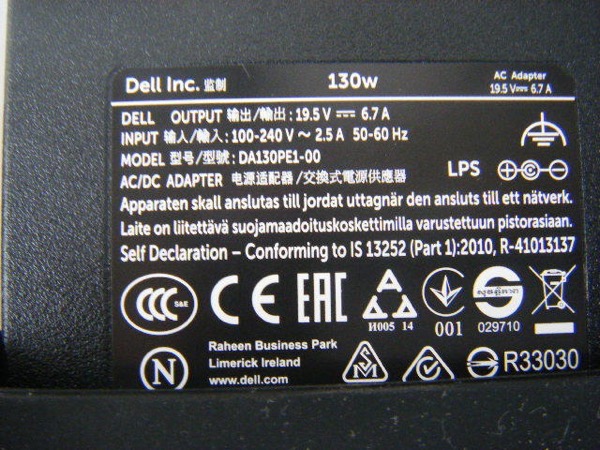 Dell Inc. 监制
130w
AC Adapter
19.5 V⎓ 6.7 A
DELL OUTPUT 输出/輸出: 19.5 V ⎓ 6.7 A
INPUT 输入/輸入: 100-240 V ~ 2.5 A 50-60 Hz
MODEL 型号/型號: DA130PE1-00
AC/DC ADAPTER 电源适配器/交換式電源供應器
LPS
Apparaten skall anslutas till jordat uttagnär den ansluts till ett nätverk.
Laite on liitettävä suojamaadoituskoskettimilla varustettuun pistorasiaan.
Self Declaration – Conforming to IS 13252 (Part 1):2010, R-41013137
CCC S&E
CE
EAC
И005 14
001
029710
N
Raheen Business Park
Limerick Ireland
www.dell.com
R33030